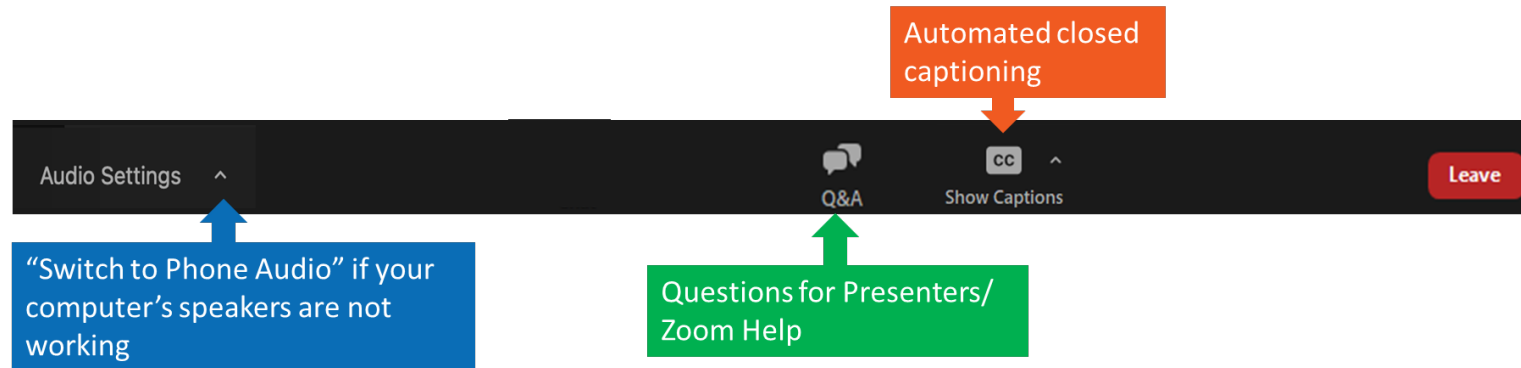 Automated closed
captioning
Audio Settings
Q&A
CC
Show Captions
Leave
“Switch to Phone Audio” if your
computer’s speakers are not
working
Questions for Presenters/
Zoom Help